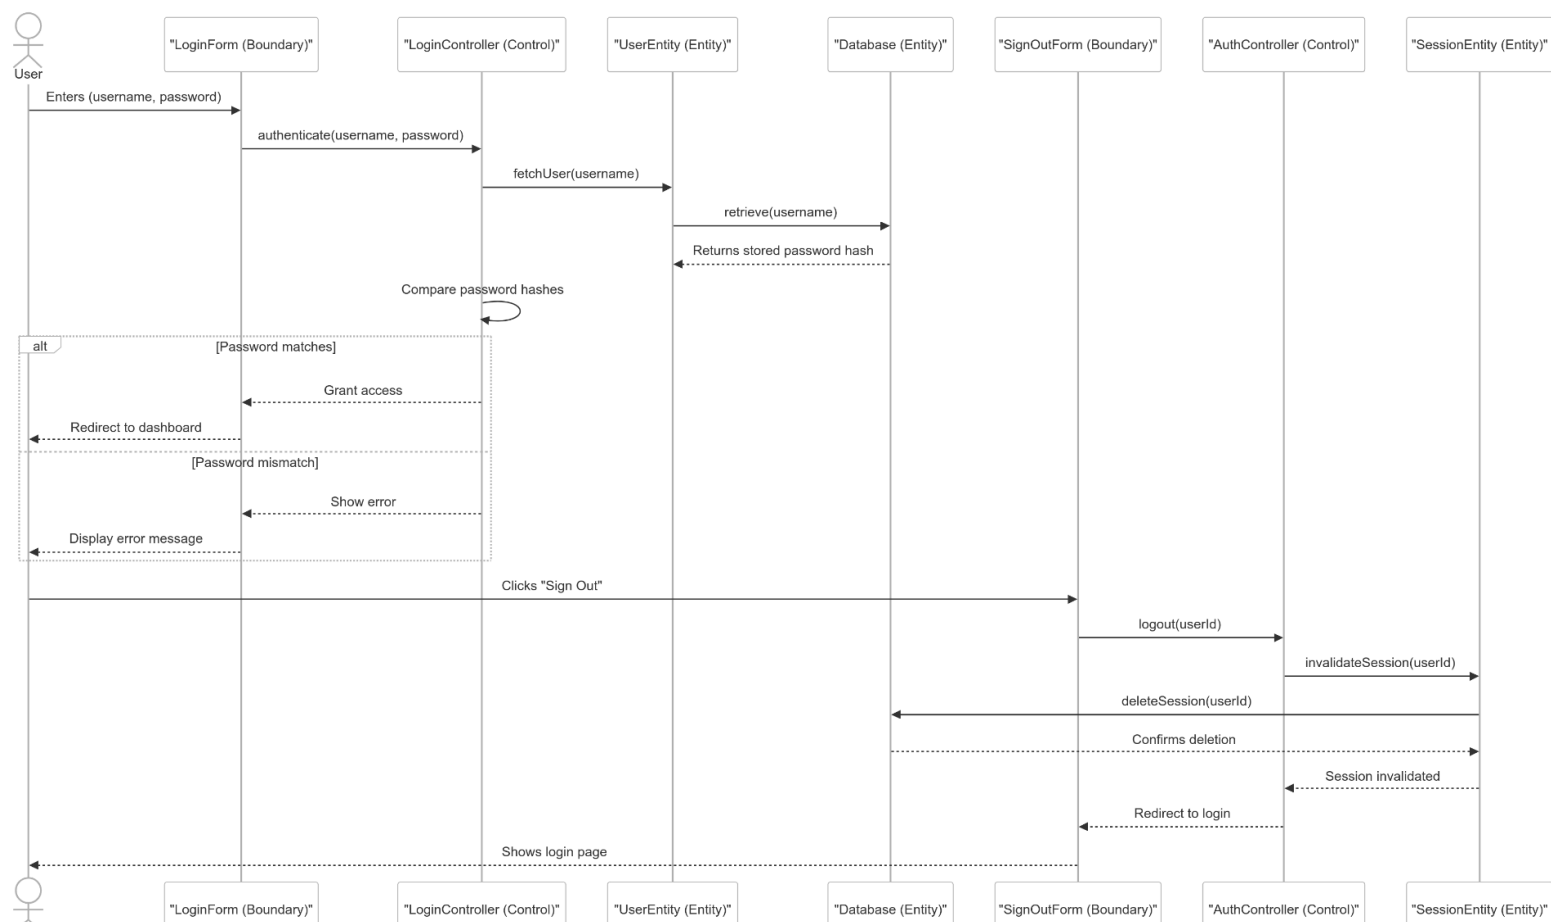 "LoginForm (Boundary)"
"LoginController (Control)"
"UserEntity (Entity)"
"Database (Entity)"
"SignOutForm (Boundary)"
"AuthController (Control)"
"SessionEntity (Entity)"
User
Enters (username, password)
authenticate(username, password)
fetchUser(username)
retrieve(username)
Returns stored password hash
Compare password hashes
alt
[Password matches]
Grant access
Redirect to dashboard
[Password mismatch]
Show error
Display error message
Clicks "Sign Out"
logout(userId)
invalidateSession(userId)
deleteSession(userId)
Confirms deletion
Session invalidated
Redirect to login
Shows login page
"LoginForm (Boundary)"
"LoginController (Control)"
"UserEntity (Entity)"
"Database (Entity)"
"SignOutForm (Boundary)"
"AuthController (Control)"
"SessionEntity (Entity)"